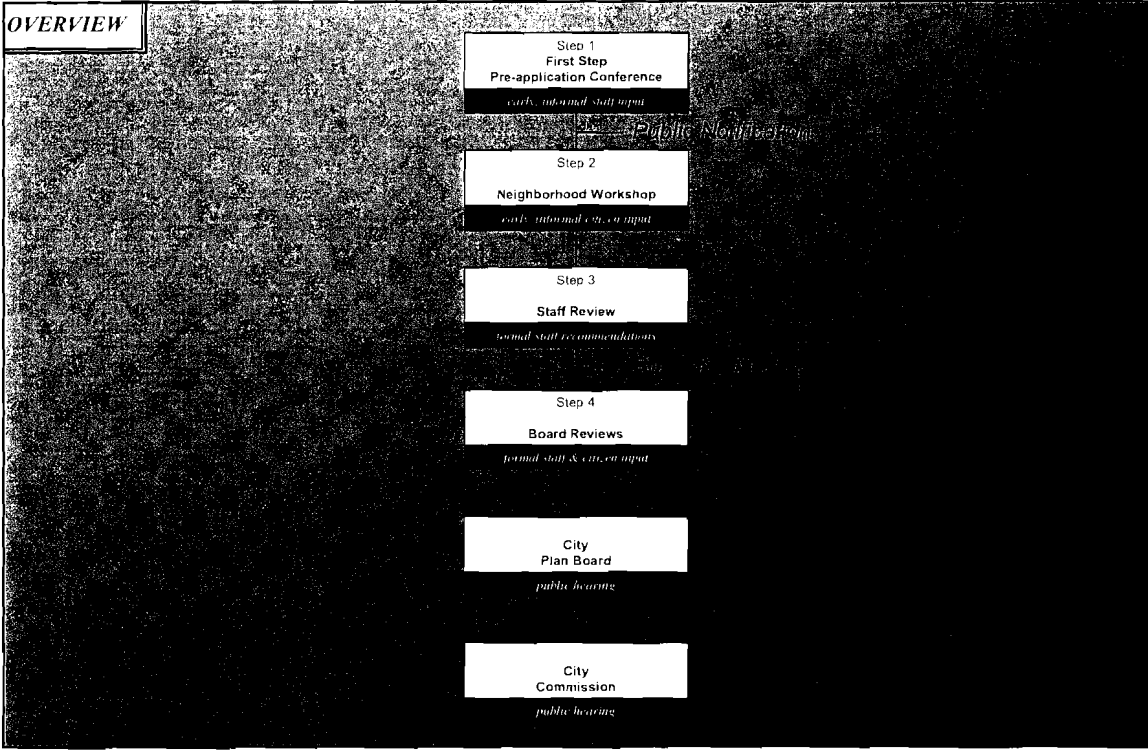 OVERVIEW
Step 1
First Step
Pre-application Conference
early, informal staff input
Public Notification
Step 2
Neighborhood Workshop
early, informal citizen input
Step 3
Staff Review
formal staff recommendations
Step 4
Board Reviews
formal staff & citizen input
City
Plan Board
public hearing
City
Commission
public hearing